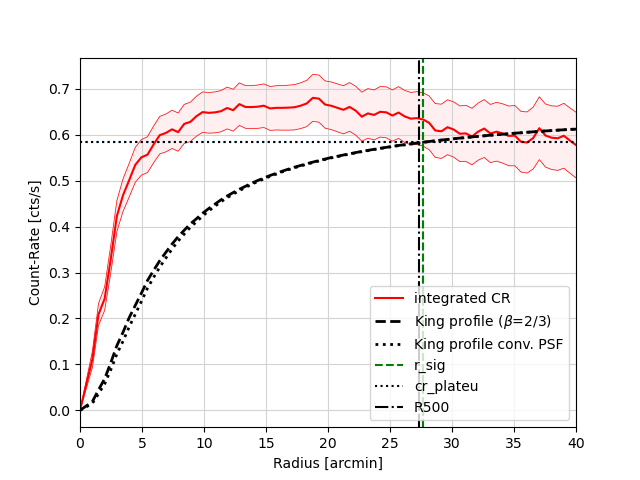 0.7
0.6
0.5
0.4
0.3
0.2
0.1
0.0
Count-Rate [cts/s]
integrated CR
King profile (β=2/3)
King profile conv. PSF
r_sig
cr_plateu
R500
0 5 10 15 20 25 30 35 40
Radius [arcmin]